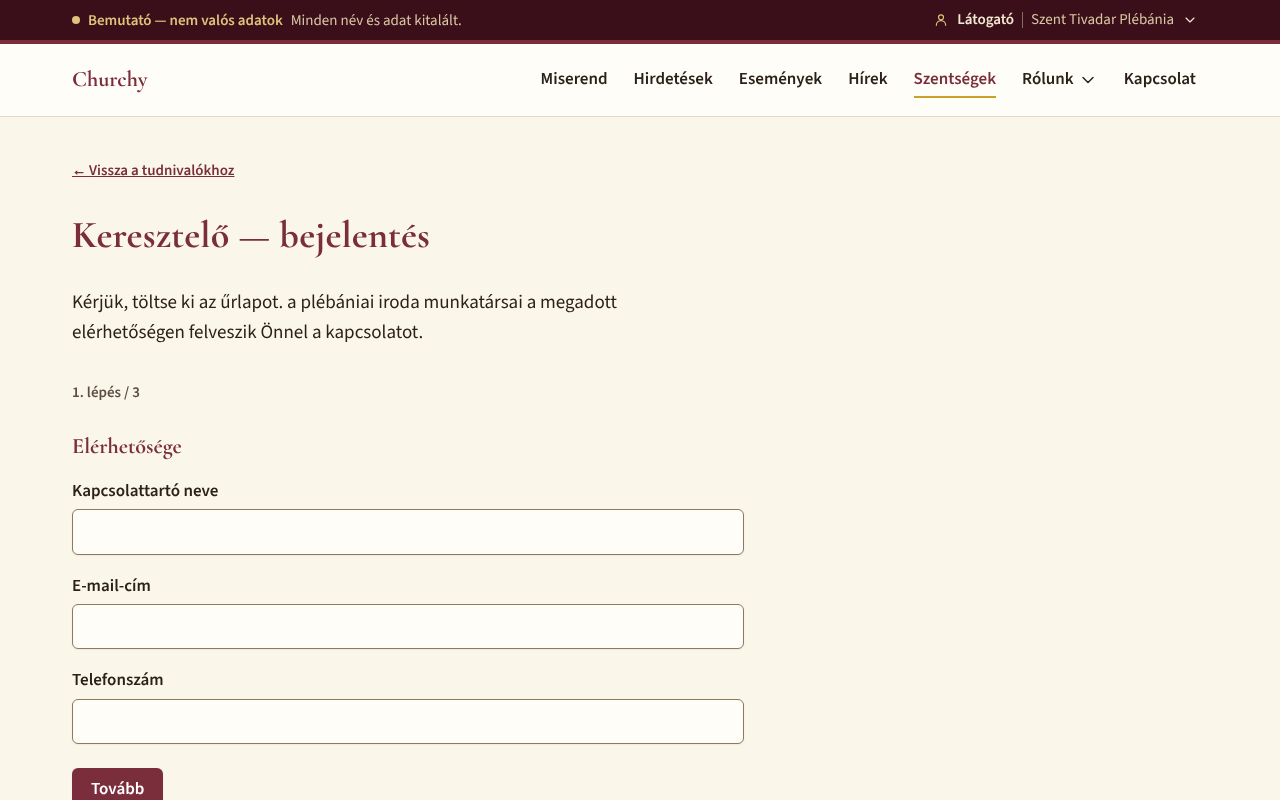 Bemutató — nem valós adatok Minden név és adat kitalált.
Látogató Szent Tivadar Plébánia
Churchy
Miserend Hirdetések Események Hírek Szentségek Rólunk Kapcsolat
← Vissza a tudnivalókhoz
Keresztelő — bejelentés
Kérjük, töltse ki az űrlapot. a plébániai iroda munkatársai a megadott
elérhetőségen felveszik Önnel a kapcsolatot.
1. lépés / 3
Elérhetősége
Kapcsolattartó neve
E-mail-cím
Telefonszám
Tovább